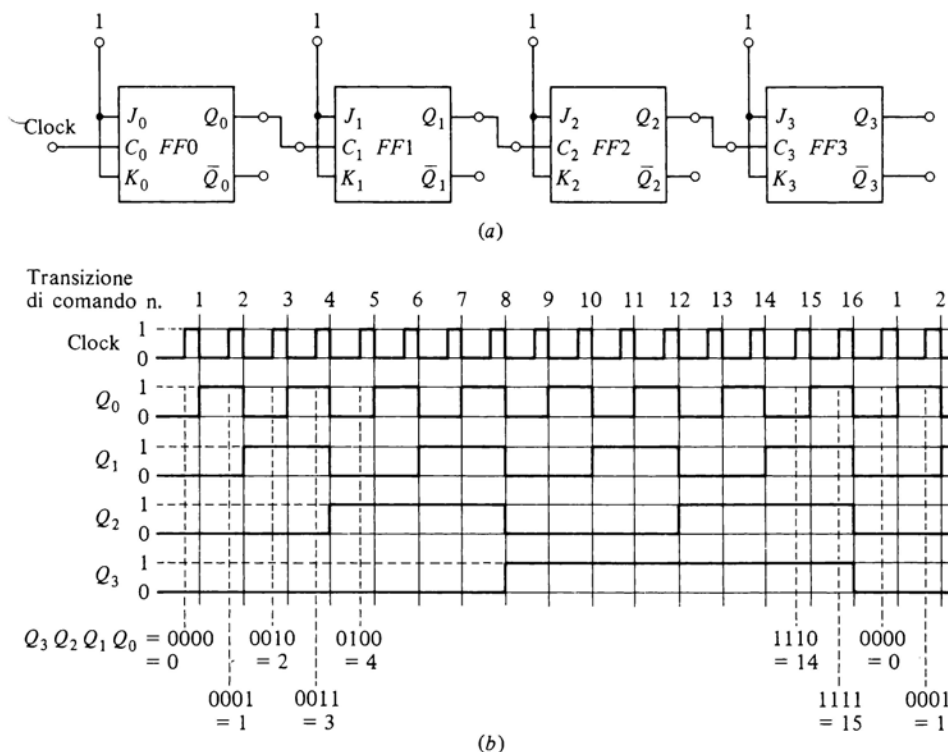 1 1 1 1
Clock
J₀ Q₀ J₁ Q₁ J₂ Q₂ J₃ Q₃
C₀ FF0 C₁ FF1 C₂ FF2 C₃ FF3
K₀ Q̄₀ K₁ Q̄₁ K₂ Q̄₂ K₃ Q̄₃
(a)
Transizione
di comando n. 1 2 3 4 5 6 7 8 9 10 11 12 13 14 15 16 1 2
1
Clock
0
1
Q₀
0
1
Q₁
0
1
Q₂
0
1
Q₃
0
Q₃ Q₂ Q₁ Q₀ = 0000 0010 0100 1110 0000
= 0 = 2 = 4 = 14 = 0
0001 0011 1111 0001
= 1 = 3 = 15 = 1
(b)